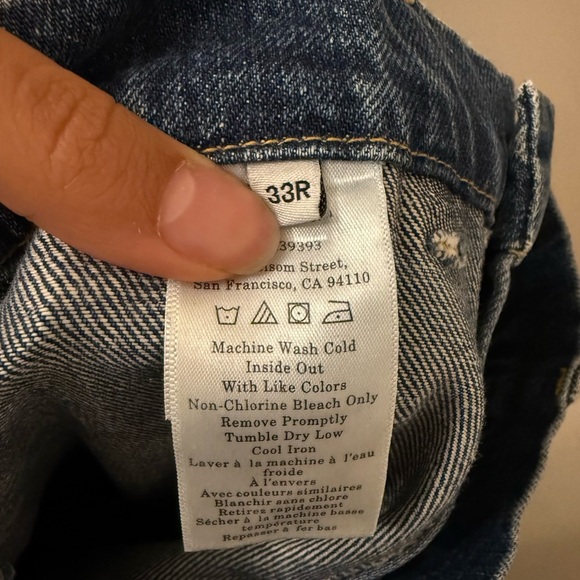 33R
39393
Street,
San Francisco, CA 94110
Machine Wash Cold
Inside Out
With Like Colors
Non-Chlorine Bleach Only
Remove Promptly
Tumble Dry Low
Cool Iron
Laver à la machine à l'eau
froide
À l'envers
Avec couleurs similaires
Blanchir sans chlore
Retirez rapidement
Sécher à la machine basse
température
Repasser à fer bas